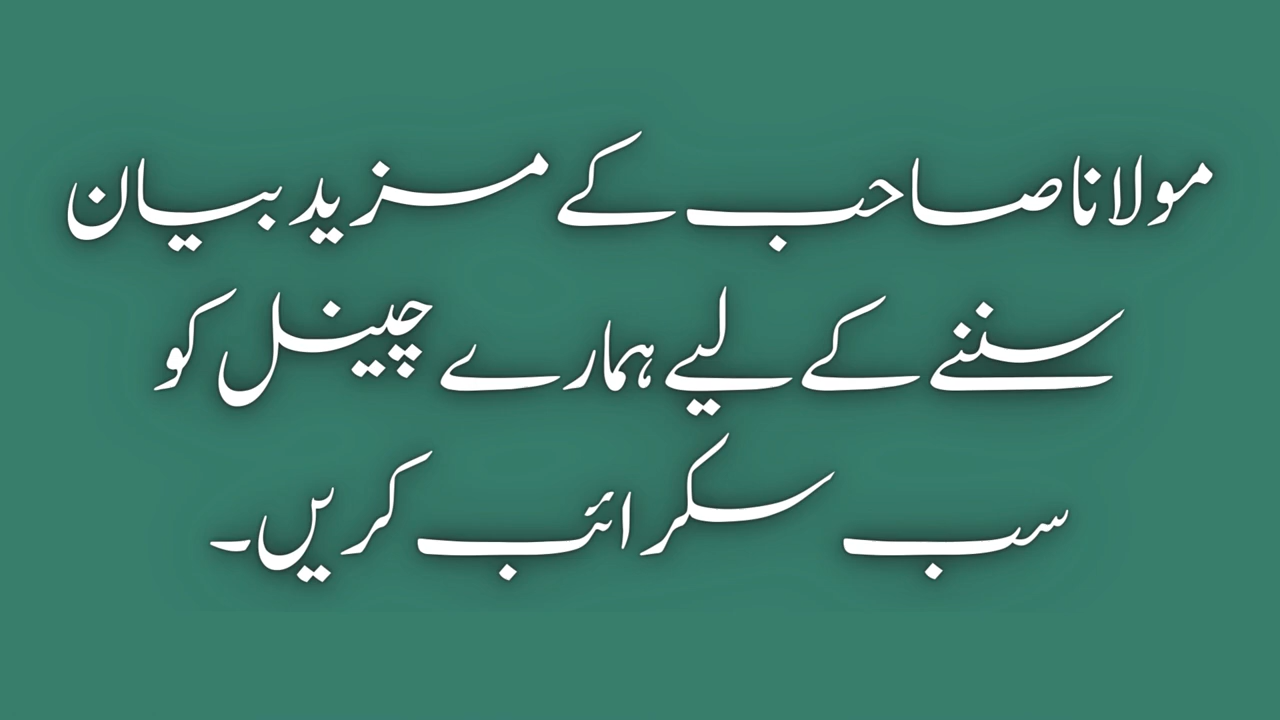 مولانا صاحب کے مزید بیان
سننے کے لیے ہمارے چینل کو
سب سکرائب کریں۔